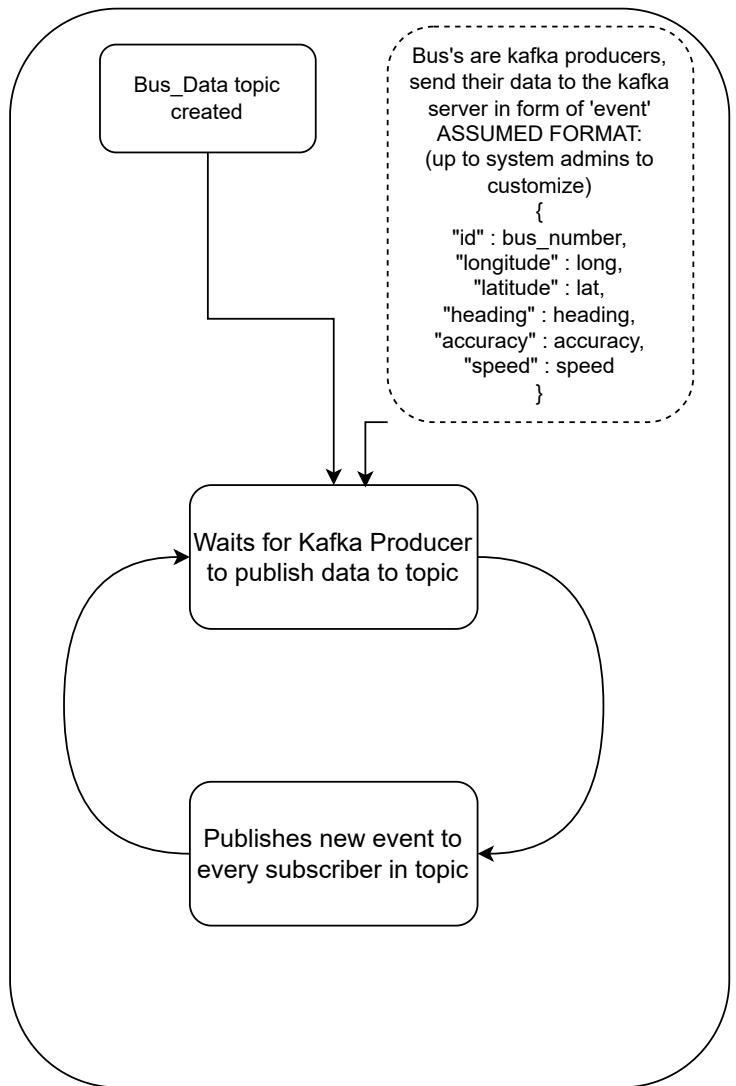 Bus_Data topic
created
Bus's are kafka producers,
send their data to the kafka
server in form of 'event'
ASSUMED FORMAT:
(up to system admins to
customize)
{
"id" : bus_number,
"longitude" : long,
"latitude" : lat,
"heading" : heading,
"accuracy" : accuracy,
"speed" : speed
}
Waits for Kafka Producer
to publish data to topic
Publishes new event to
every subscriber in topic